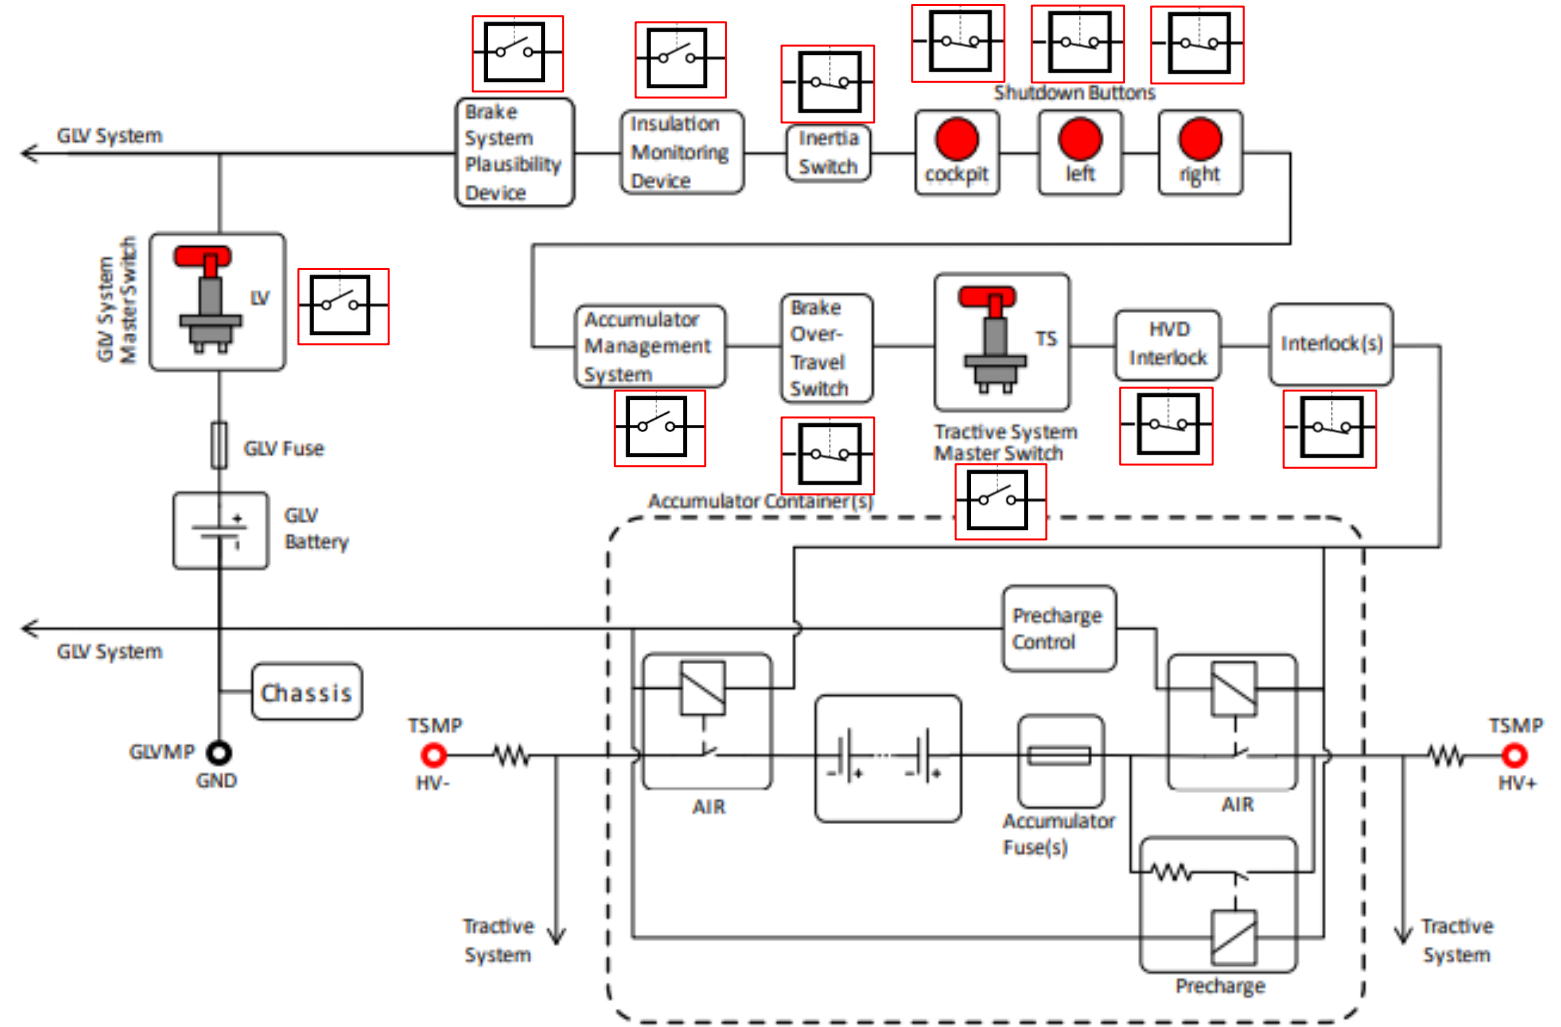 Shutdown Buttons
GLV System
Brake
System
Plausibility
Device
Insulation
Monitoring
Device
Inertia
Switch
cockpit
left
right
GLV System
Master Switch
LV
Accumulator
Management
System
Brake
Over-
Travel
Switch
TS
HVD
Interlock
Interlock(s)
Tractive System
Master Switch
GLV Fuse
Accumulator Container(s)
GLV
Battery
+
-
GLV System
Precharge
Control
Chassis
GLVMP
GND
TSMP
HV-
AIR
- +
...
- +
Accumulator
Fuse(s)
AIR
TSMP
HV+
Tractive
System
Precharge
Tractive
System